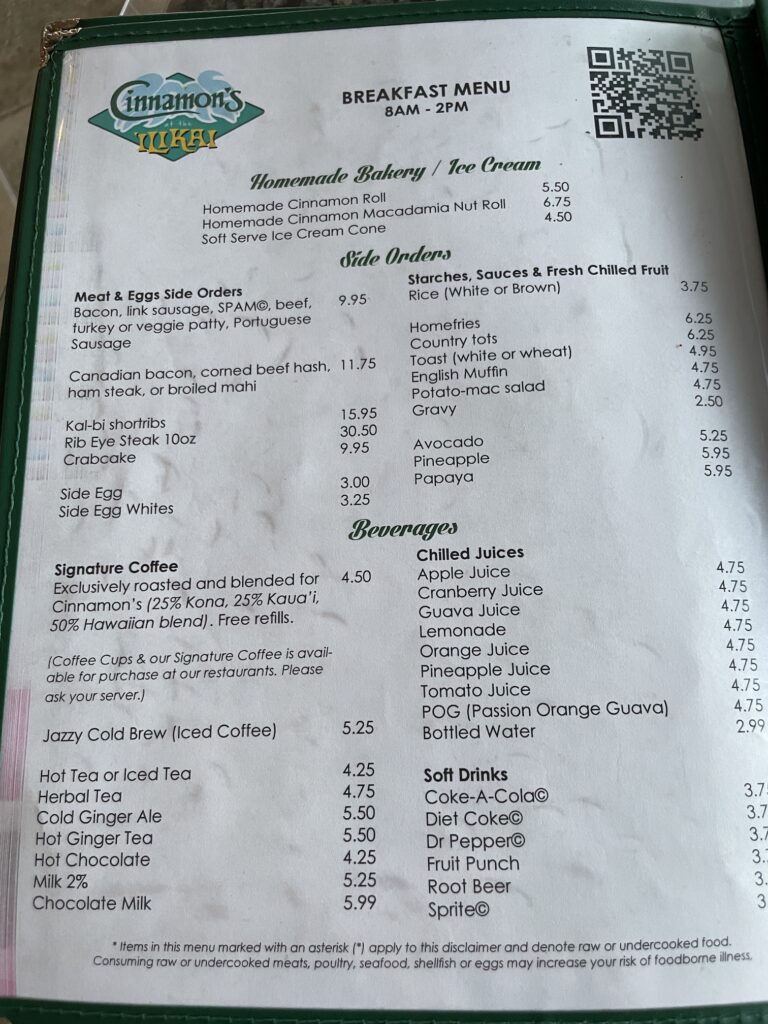 Cinnamon's
at the
ILIKAI
BREAKFAST MENU
8AM - 2PM
Homemade Bakery / Ice Cream
Homemade Cinnamon Roll 5.50
Homemade Cinnamon Macadamia Nut Roll 6.75
Soft Serve Ice Cream Cone 4.50
Side Orders
Meat & Eggs Side Orders
Bacon, link sausage, SPAM©, beef, 9.95
turkey or veggie patty, Portuguese
Sausage
Canadian bacon, corned beef hash, 11.75
ham steak, or broiled mahi
Kal-bi shortribs 15.95
Rib Eye Steak 10oz 30.50
Crabcake 9.95
Side Egg 3.00
Side Egg Whites 3.25
Starches, Sauces & Fresh Chilled Fruit
Rice (White or Brown) 3.75
Homefries 6.25
Country tots 6.25
Toast (white or wheat) 4.95
English Muffin 4.75
Potato-mac salad 4.75
Gravy 2.50
Avocado 5.25
Pineapple 5.95
Papaya 5.95
Beverages
Signature Coffee
Exclusively roasted and blended for 4.50
Cinnamon's (25% Kona, 25% Kaua'i,
50% Hawaiian blend). Free refills.
(Coffee Cups & our Signature Coffee is avail-
able for purchase at our restaurants. Please
ask your server.)
Jazzy Cold Brew (Iced Coffee) 5.25
Hot Tea or Iced Tea 4.25
Herbal Tea 4.75
Cold Ginger Ale 5.50
Hot Ginger Tea 5.50
Hot Chocolate 4.25
Milk 2% 5.25
Chocolate Milk 5.99
Chilled Juices
Apple Juice 4.75
Cranberry Juice 4.75
Guava Juice 4.75
Lemonade 4.75
Orange Juice 4.75
Pineapple Juice 4.75
Tomato Juice 4.75
POG (Passion Orange Guava) 4.75
Bottled Water 2.99
Soft Drinks
Coke-A-Cola© 3.7
Diet Coke© 3.7
Dr Pepper© 3.7
Fruit Punch 3.
Root Beer 3.
Sprite© 3
* Items in this menu marked with an asterisk (*) apply to this disclaimer and denote raw or undercooked food.
Consuming raw or undercooked meats, poultry, seafood, shellfish or eggs may increase your risk of foodborne illness.